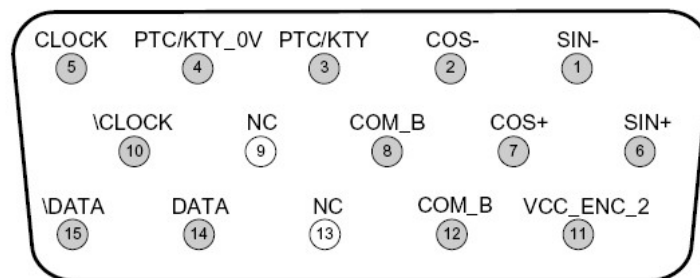 CLOCK PTC/KTY_0V PTC/KTY COS- SIN-
5 4 3 2 1
\CLOCK NC COM_B COS+ SIN+
10 9 8 7 6
\DATA DATA NC COM_B VCC_ENC_2
15 14 13 12 11